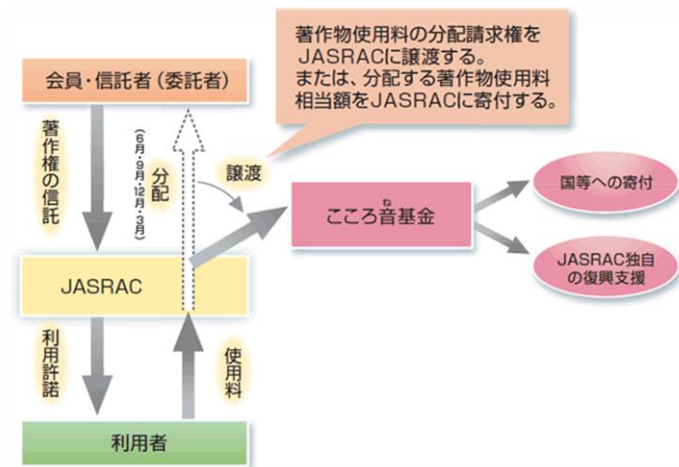 著作物使用料の分配請求権を
JASRACに譲渡する。
または、分配する著作物使用料
相当額をJASRACに寄付する。
会員・信託者（委託者）
著作権の信託
（6月・9月・12月・3月）
分配
譲渡
ね
こころ音基金
国等への寄付
JASRAC独自
の復興支援
JASRAC
利用許諾
使用料
利用者